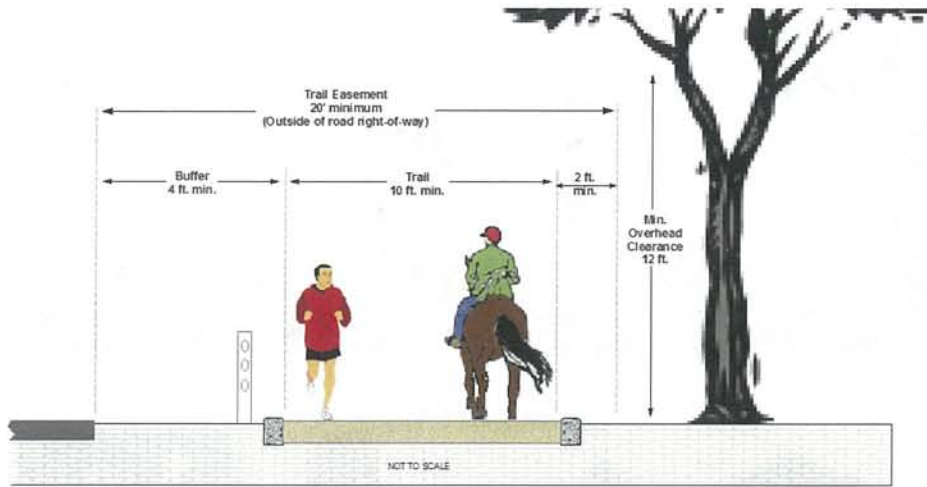 Trail Easement
20' minimum
(Outside of road right-of-way)
Buffer
4 ft. min.
Trail
10 ft. min.
2 ft.
min.
Min.
Overhead
Clearance
12 ft.
NOT TO SCALE